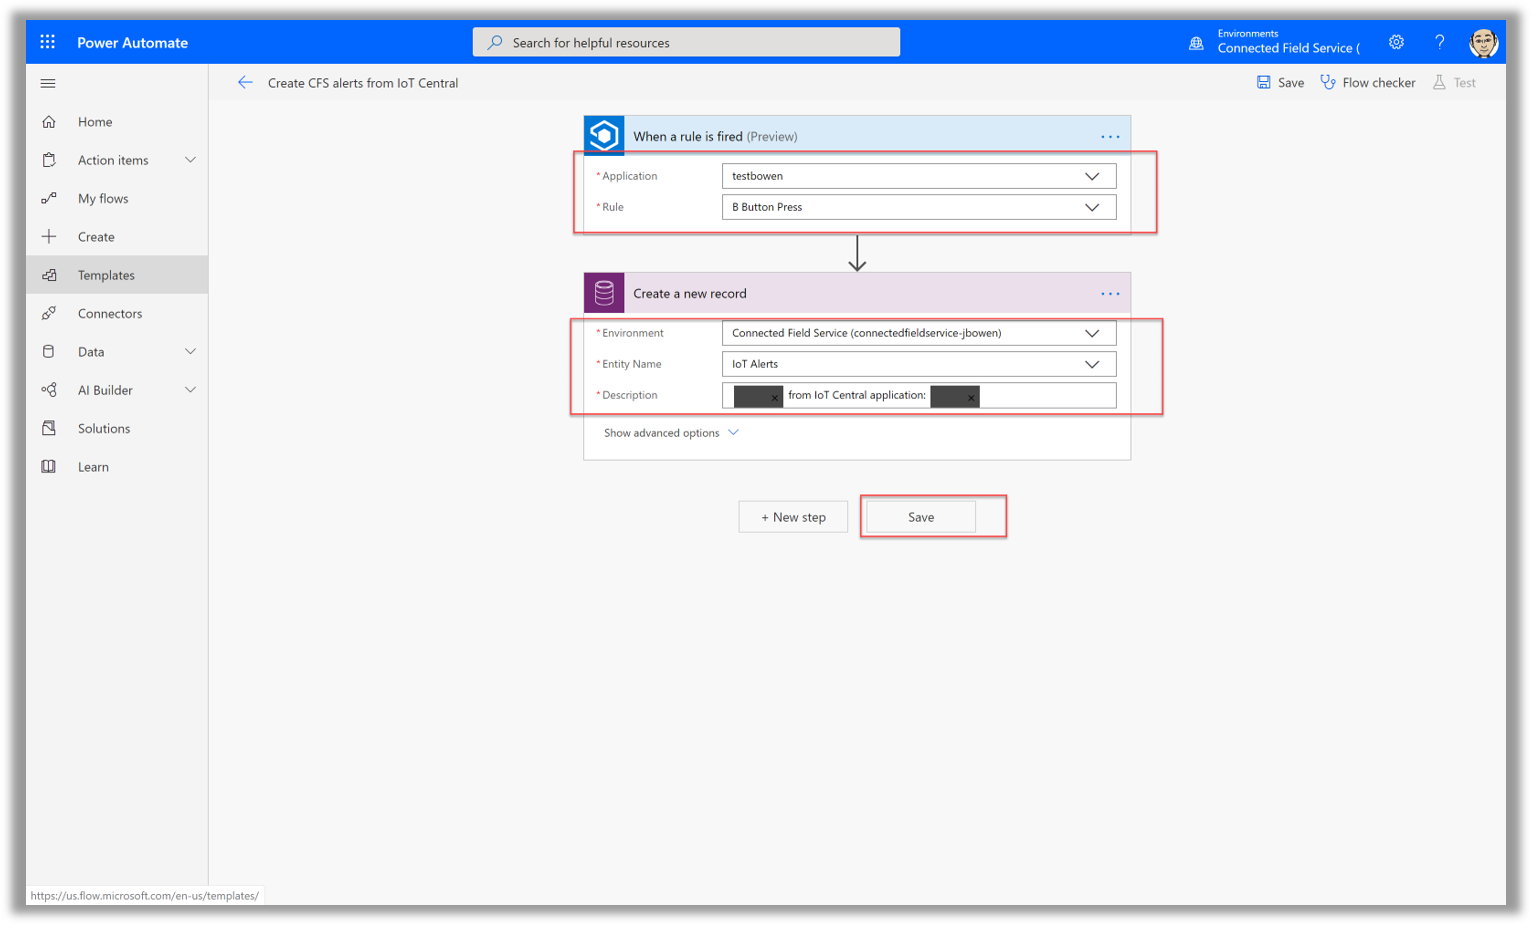 Power Automate
Search for helpful resources
Environments
Connected Field Service (
?
Create CFS alerts from IoT Central
Save
Flow checker
Test
Home
Action items
My flows
Create
Templates
Connectors
Data
AI Builder
Solutions
Learn
When a rule is fired (Preview)
* Application
testbowen
* Rule
B Button Press
Create a new record
* Environment
Connected Field Service (connectedfieldservice-jbowen)
* Entity Name
IoT Alerts
* Description
× from IoT Central application: ×
Show advanced options
+ New step
Save
https://us.flow.microsoft.com/en-us/templates/